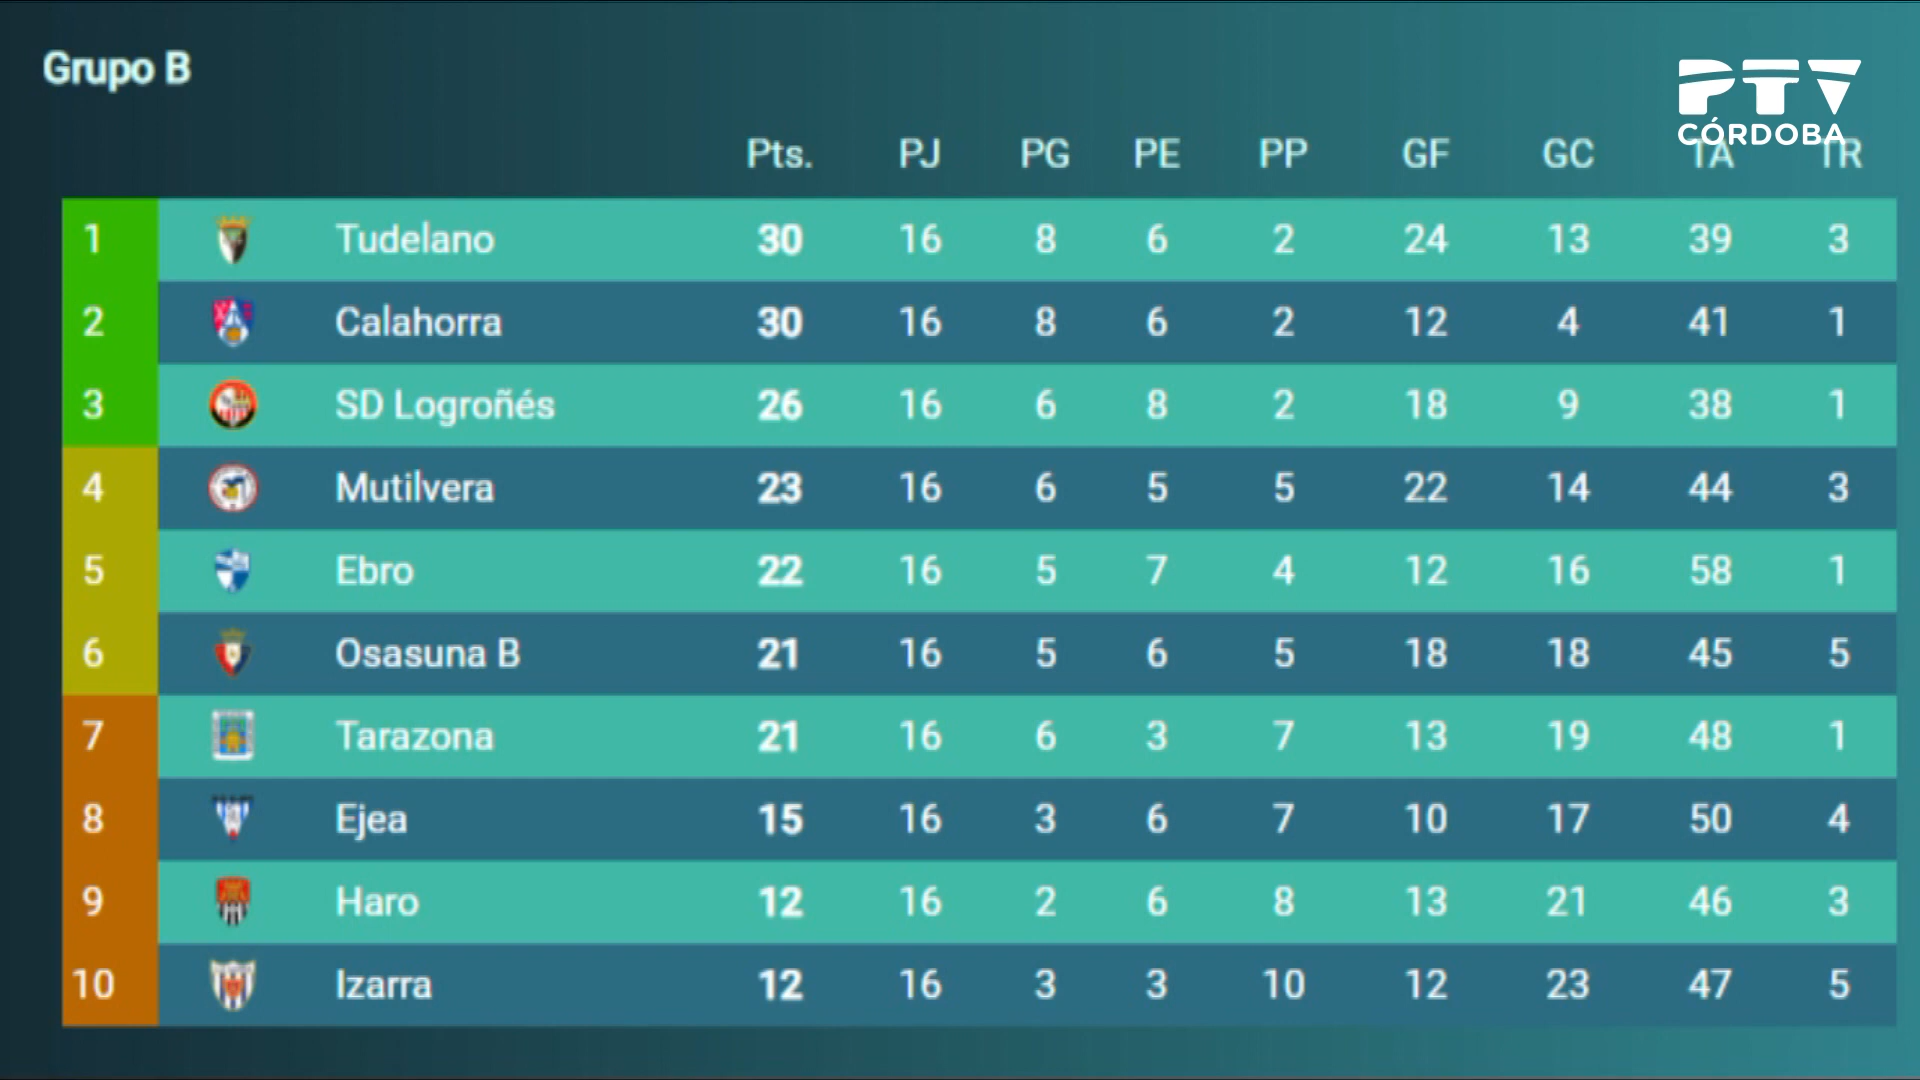 Grupo B
PTV
CÓRDOBA
Pts. PJ PG PE PP GF GC TA TR
1 Tudelano 30 16 8 6 2 24 13 39 3
2 Calahorra 30 16 8 6 2 12 4 41 1
3 SD Logroñés 26 16 6 8 2 18 9 38 1
4 Mutilvera 23 16 6 5 5 22 14 44 3
5 Ebro 22 16 5 7 4 12 16 58 1
6 Osasuna B 21 16 5 6 5 18 18 45 5
7 Tarazona 21 16 6 3 7 13 19 48 1
8 Ejea 15 16 3 6 7 10 17 50 4
9 Haro 12 16 2 6 8 13 21 46 3
10 Izarra 12 16 3 3 10 12 23 47 5